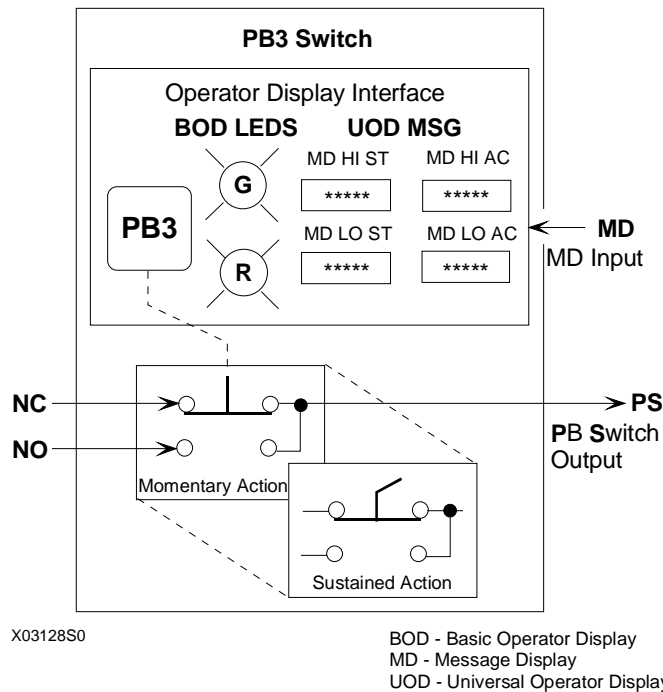 PB3 Switch
Operator Display Interface
BOD LEDS UOD MSG
MD HI ST MD HI AC
G ***** *****
PB3
MD LO ST MD LO AC
R ***** *****
MD
MD Input
NC
PS
NO
PB Switch
Output
Momentary Action
Sustained Action
X03128S0
BOD - Basic Operator Display
MD - Message Display
UOD - Universal Operator Display